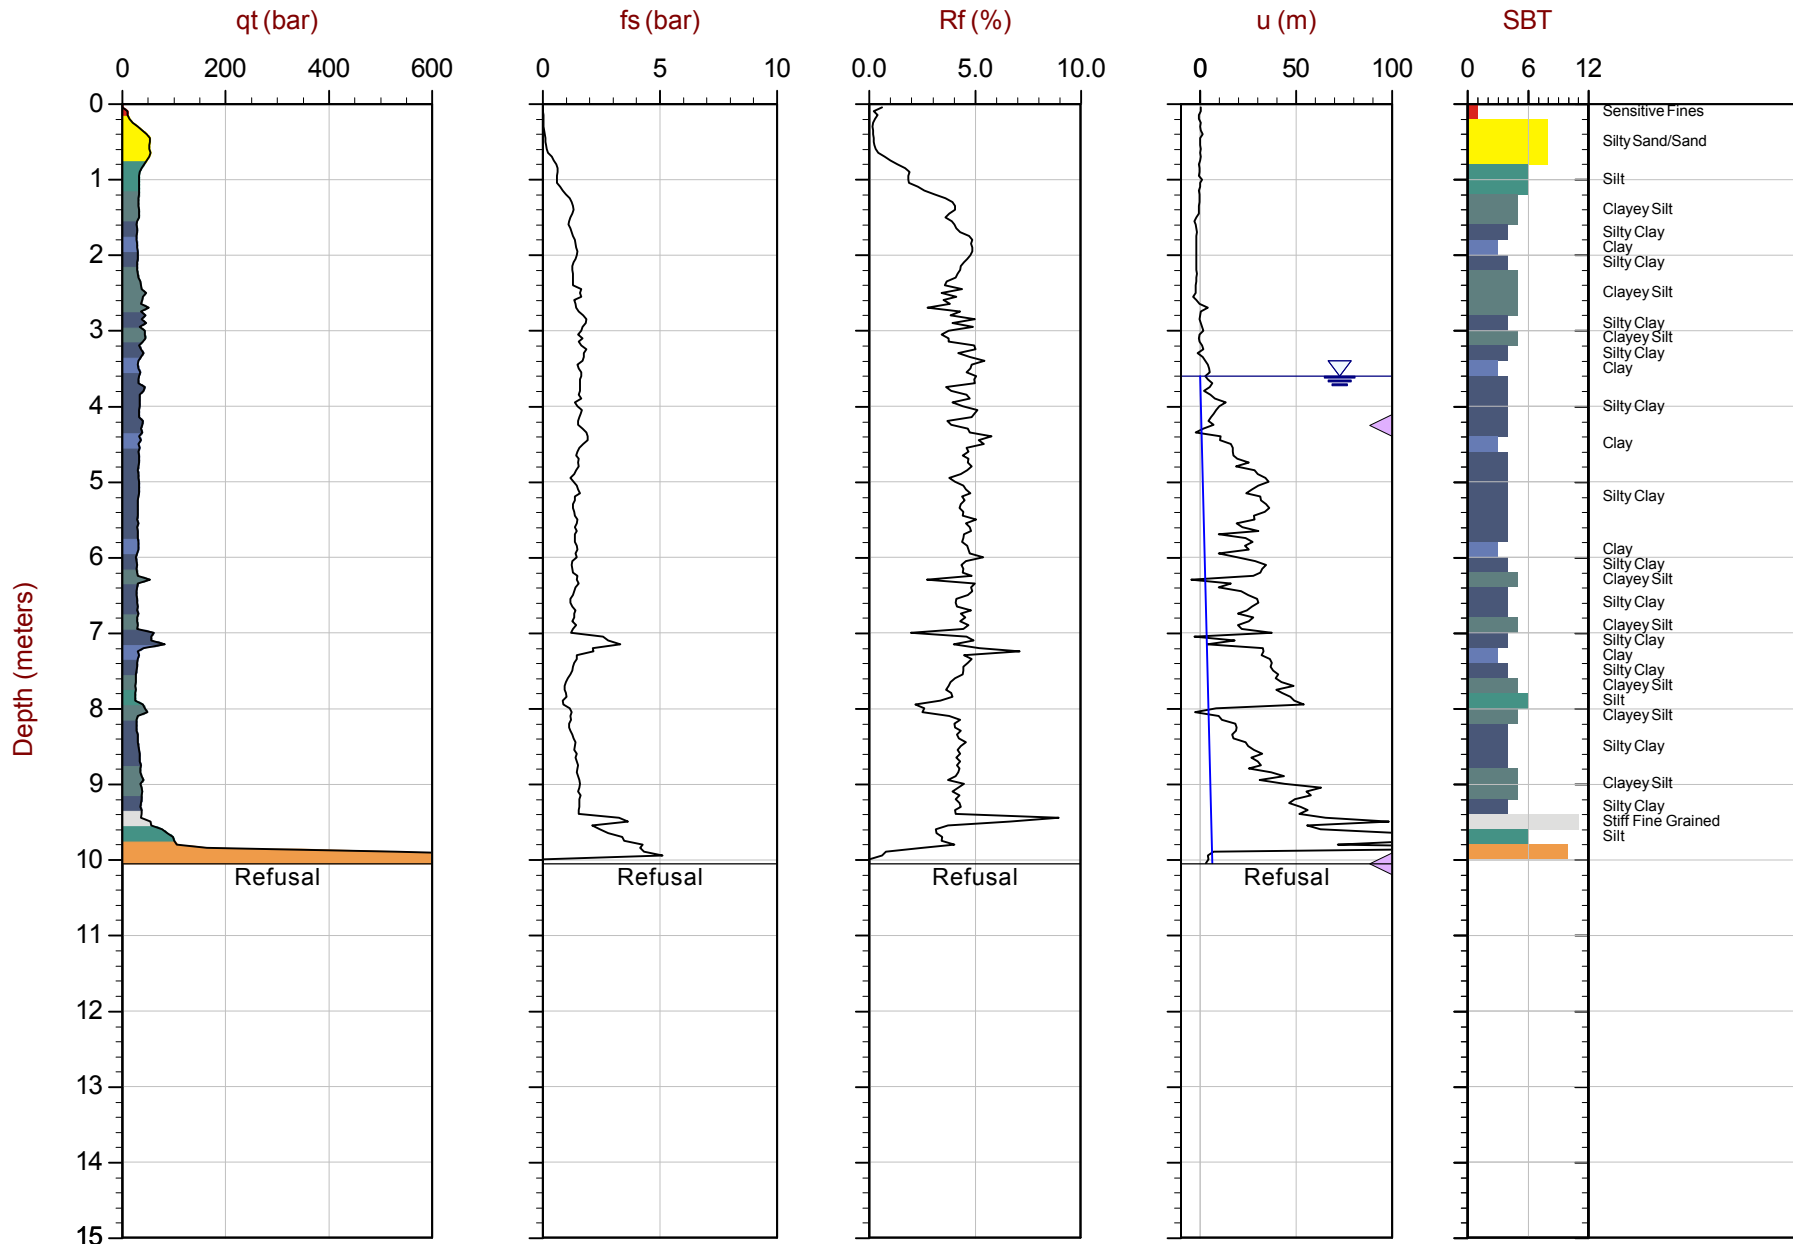 qt (bar) fs (bar) Rf (%) u (m) SBT
0 200 400 600 0 5 10 0.0 5.0 10.0 0 50 100 0 6 12
0
1
2
3
4
5
6
7
8
9
10
11
12
13
14
15
Depth (meters)
Sensitive Fines
Silty Sand/Sand
Silt
Clayey Silt
Silty Clay
Clay
Silty Clay
Clayey Silt
Silty Clay
Clayey Silt
Silty Clay
Clay
Silty Clay
Clay
Silty Clay
Clay
Silty Clay
Clayey Silt
Silty Clay
Clayey Silt
Silty Clay
Clay
Silty Clay
Clayey Silt
Silt
Clayey Silt
Silty Clay
Clayey Silt
Silty Clay
Stiff Fine Grained
Silt
Refusal Refusal Refusal Refusal